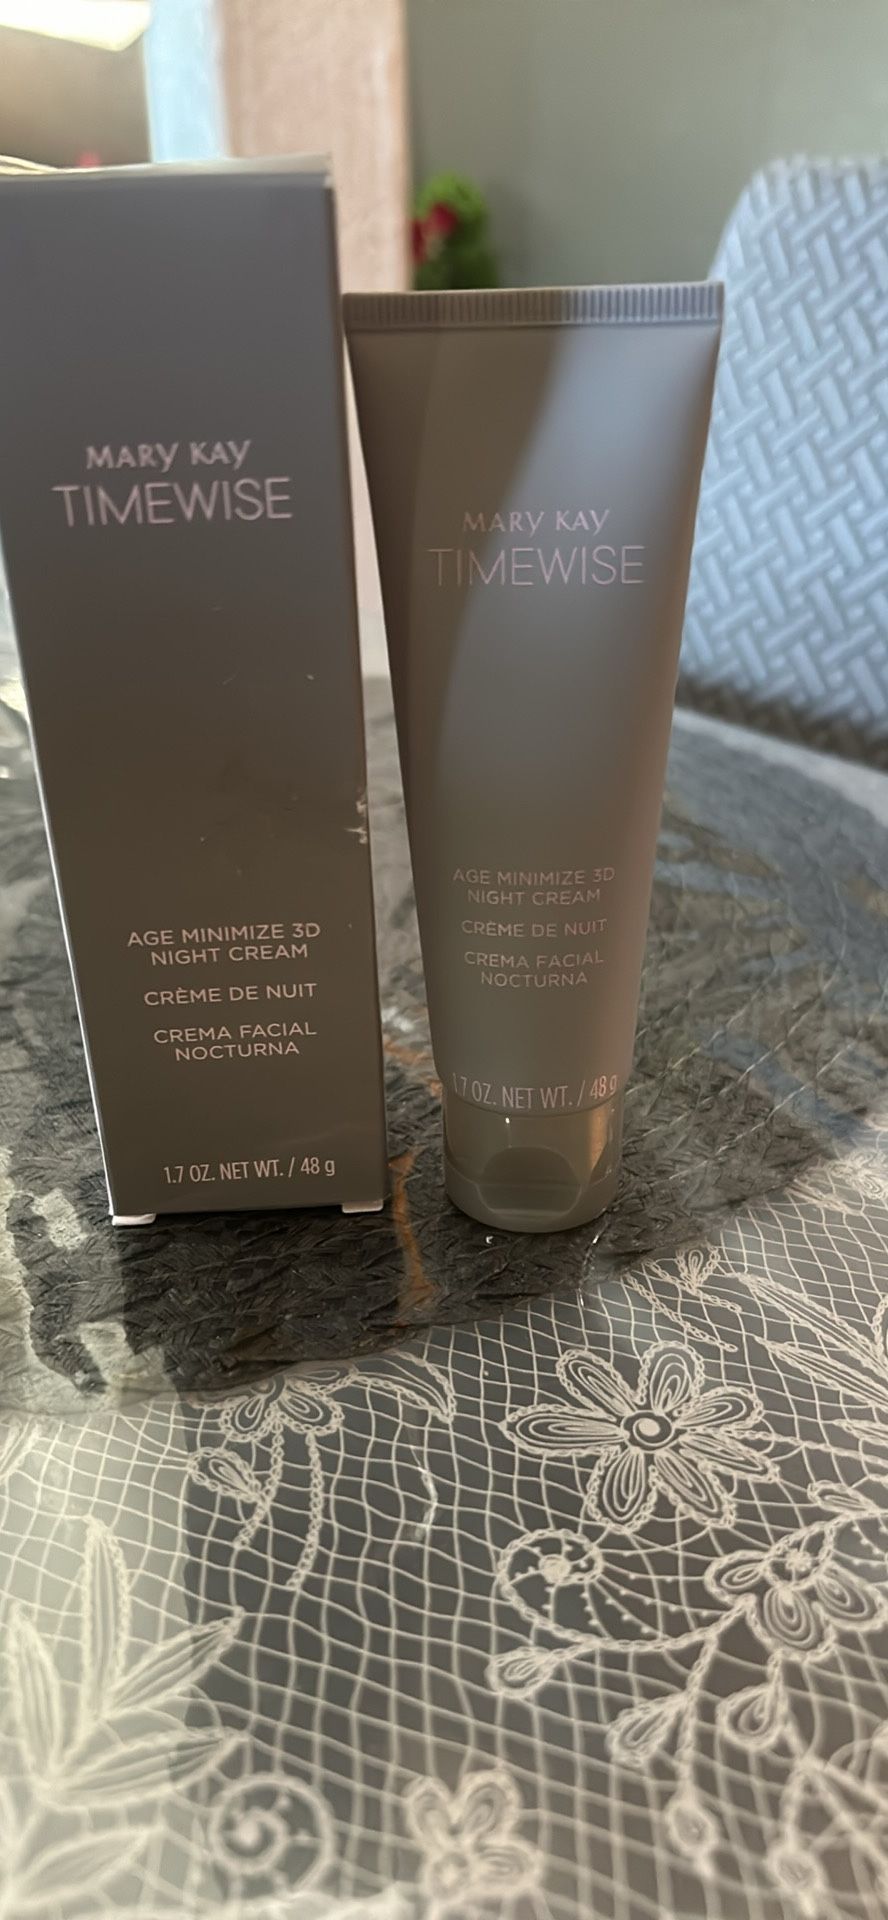 MARY KAY
TIMEWISE
AGE MINIMIZE 3D
NIGHT CREAM
CRÈME DE NUIT
CREMA FACIAL
NOCTURNA
1.7 OZ. NET WT. / 48 g
MARY KAY
TIMEWISE
AGE MINIMIZE 3D
NIGHT CREAM
CRÈME DE NUIT
CREMA FACIAL
NOCTURNA
1.7 OZ. NET WT. / 48 g